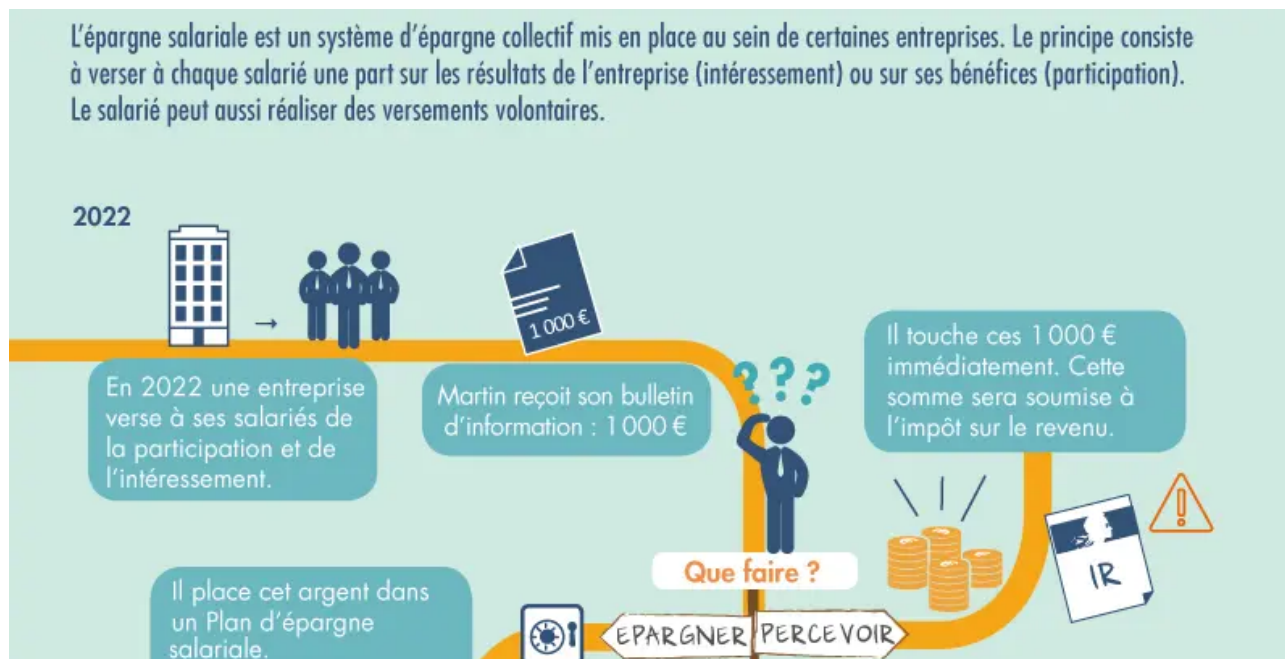 L'épargne salariale est un système d'épargne collectif mis en place au sein de certaines entreprises. Le principe consiste
à verser à chaque salarié une part sur les résultats de l'entreprise (intéressement) ou sur ses bénéfices (participation).
Le salarié peut aussi réaliser des versements volontaires.
2022
1 000 €
En 2022 une entreprise
verse à ses salariés de
la participation et de
l'intéressement.
Martin reçoit son bulletin
d'information : 1 000 €
???
Il touche ces 1 000 €
immédiatement. Cette
somme sera soumise à
l'impôt sur le revenu.
IR
Que faire ?
EPARGNER
PERCEVOIR
Il place cet argent dans
un Plan d'épargne
salariale.